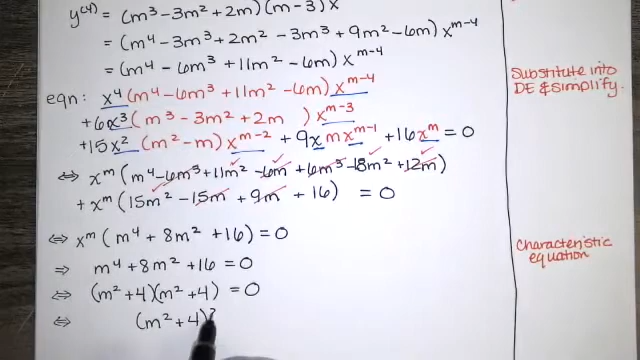 y⁽⁴⁾ = (m³ - 3m² + 2m)(m - 3) x
= (m⁴ - 3m³ + 2m² - 3m³ + 9m² - 6m) x^(m-4)
= (m⁴ - 6m³ + 11m² - 6m) x^(m-4)
eqn: x⁴(m⁴ - 6m³ + 11m² - 6m) x^(m-4)
+6x³(m³ - 3m² + 2m ) x^(m-3)
+15x²(m² - m) x^(m-2) + 9x m x^(m-1) + 16x^m = 0
Substitute into
DE & simplify.
⇔ x^m (m⁴ - 6m³ + 11m² - 6m + 6m³ - 18m² + 12m)
+ x^m (15m² - 15m + 9m + 16) = 0
⇔ x^m (m⁴ + 8m² + 16) = 0
Characteristic
equation
⇒ m⁴ + 8m² + 16 = 0
⇔ (m² + 4)(m² + 4) = 0
⇔ (m² + 4)²